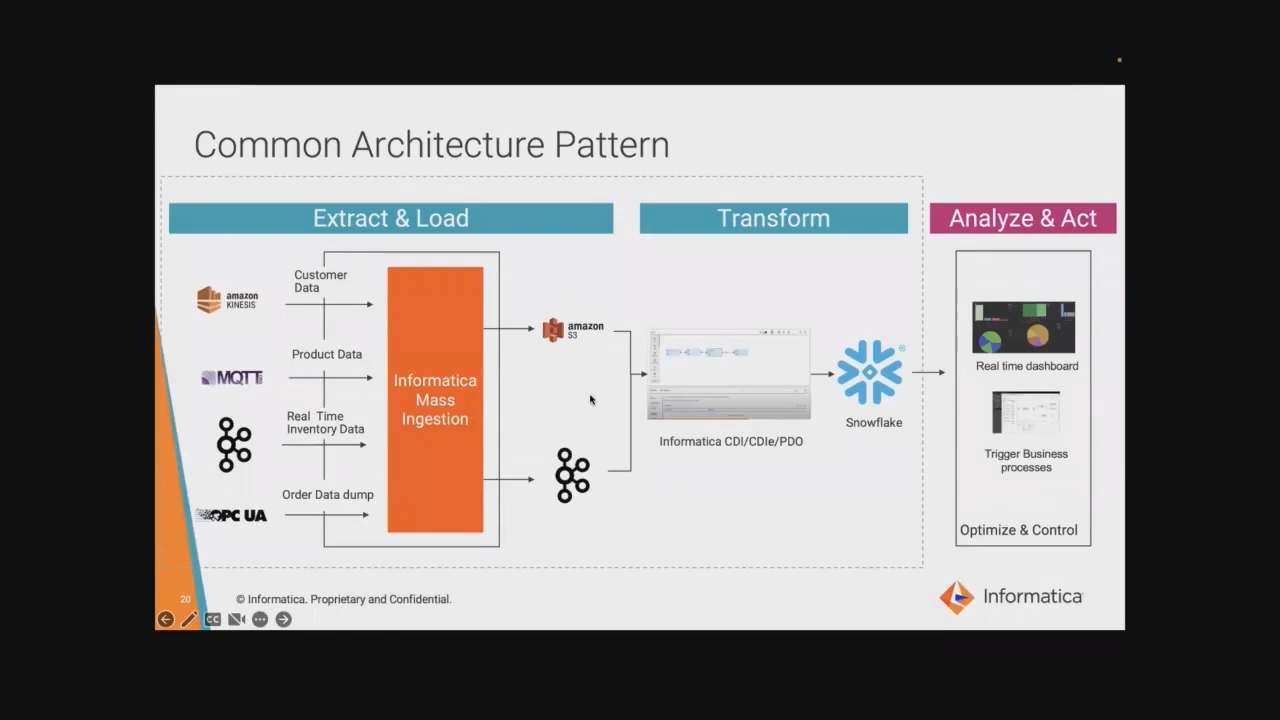 Common Architecture Pattern
Extract & Load
Transform
Analyze & Act
amazon
KINESIS
Customer
Data
MQTT
Product Data
Real Time
Inventory Data
OPC UA
Order Data dump
Informatica
Mass
Ingestion
amazon
S3
Informatica CDI/CDIe/PDO
Snowflake
Real time dashboard
Trigger Business
processes
Optimize & Control
20
© Informatica. Proprietary and Confidential.
CC
Informatica